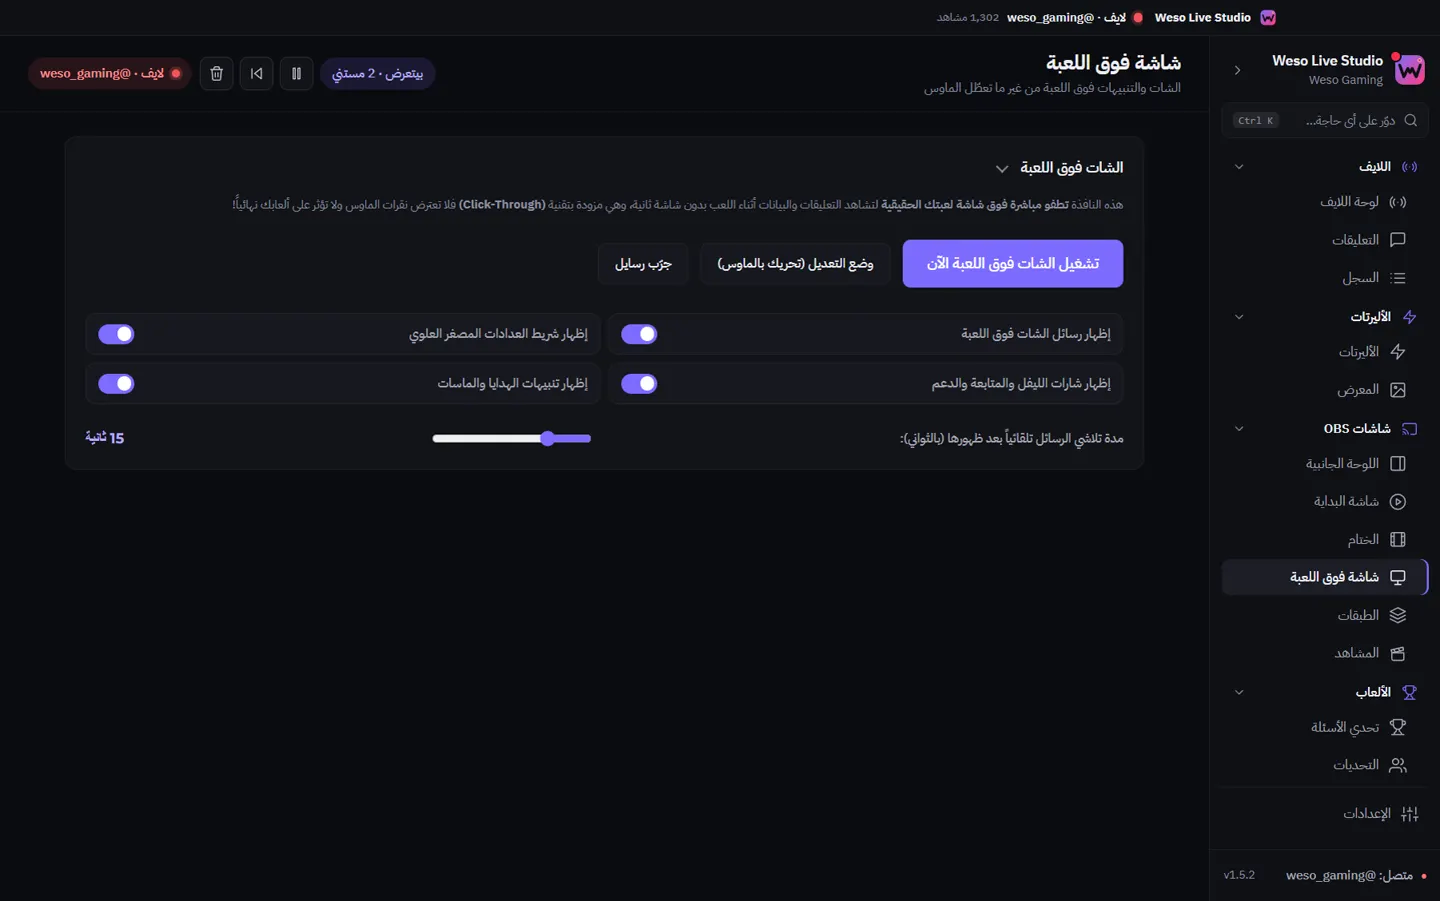 Weso Live Studio
لايف · @weso_gaming
1,302 مشاهد
Weso Live Studio
Weso Gaming
دوّر على أي حاجة...
Ctrl K
اللايف
لوحة اللايف
التعليقات
السجل
الأليرتات
الأليرتات
المعرض
شاشات OBS
اللوحة الجانبية
شاشة البداية
الختام
شاشة فوق اللعبة
الطبقات
المشاهد
الألعاب
تحدي الأسئلة
التحديات
الإعدادات
متصل: @weso_gaming
v1.5.2
شاشة فوق اللعبة
الشات والتنبيهات فوق اللعبة من غير ما تعطّل الماوس
بيتعرض · 2 مستني
لايف · @weso_gaming
الشات فوق اللعبة
هذه النافذة تطفو مباشرة فوق شاشة لعبتك الحقيقية لتشاهد التعليقات والبيانات أثناء اللعب بدون شاشة ثانية، وهي مزودة بتقنية (Click-Through) فلا تعترض نقرات الماوس ولا تؤثر على ألعابك نهائياً!
تشغيل الشات فوق اللعبة الآن
وضع التعديل (تحريك بالماوس)
جرّب رسايل
إظهار رسائل الشات فوق اللعبة
إظهار شريط العدادات المصغر العلوي
إظهار شارات الليفل والمتابعة والدعم
إظهار تنبيهات الهدايا والماسات
مدة تلاشي الرسائل تلقائياً بعد ظهورها (بالثواني):
15 ثانية